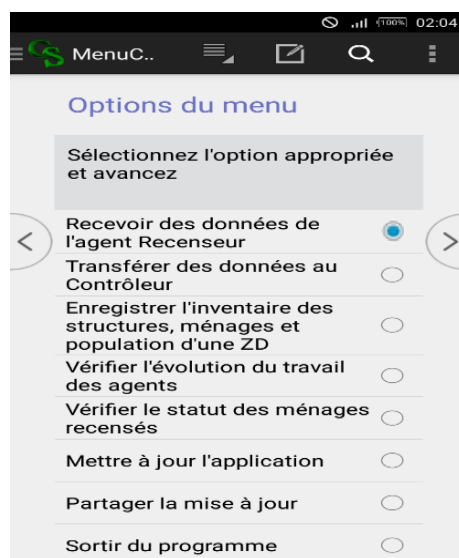 100% 02:04
CS MenuC..
Options du menu
Sélectionnez l'option appropriée
et avancez
Recevoir des données de
l'agent Recenseur
Transférer des données au
Contrôleur
Enregistrer l'inventaire des
structures, ménages et
population d'une ZD
Vérifier l'évolution du travail
des agents
Vérifier le statut des ménages
recensés
Mettre à jour l'application
Partager la mise à jour
Sortir du programme